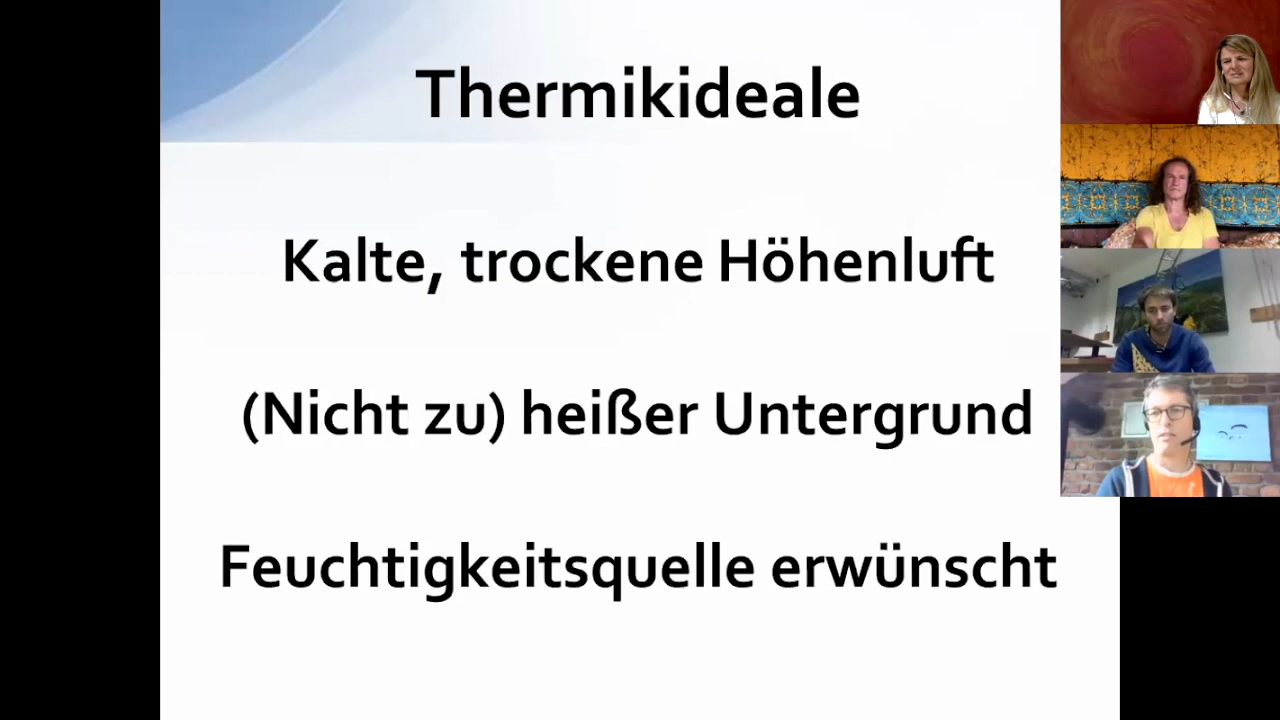 Thermikideale
Kalte, trockene Höhenluft
(Nicht zu) heißer Untergrund
Feuchtigkeitsquelle erwünscht